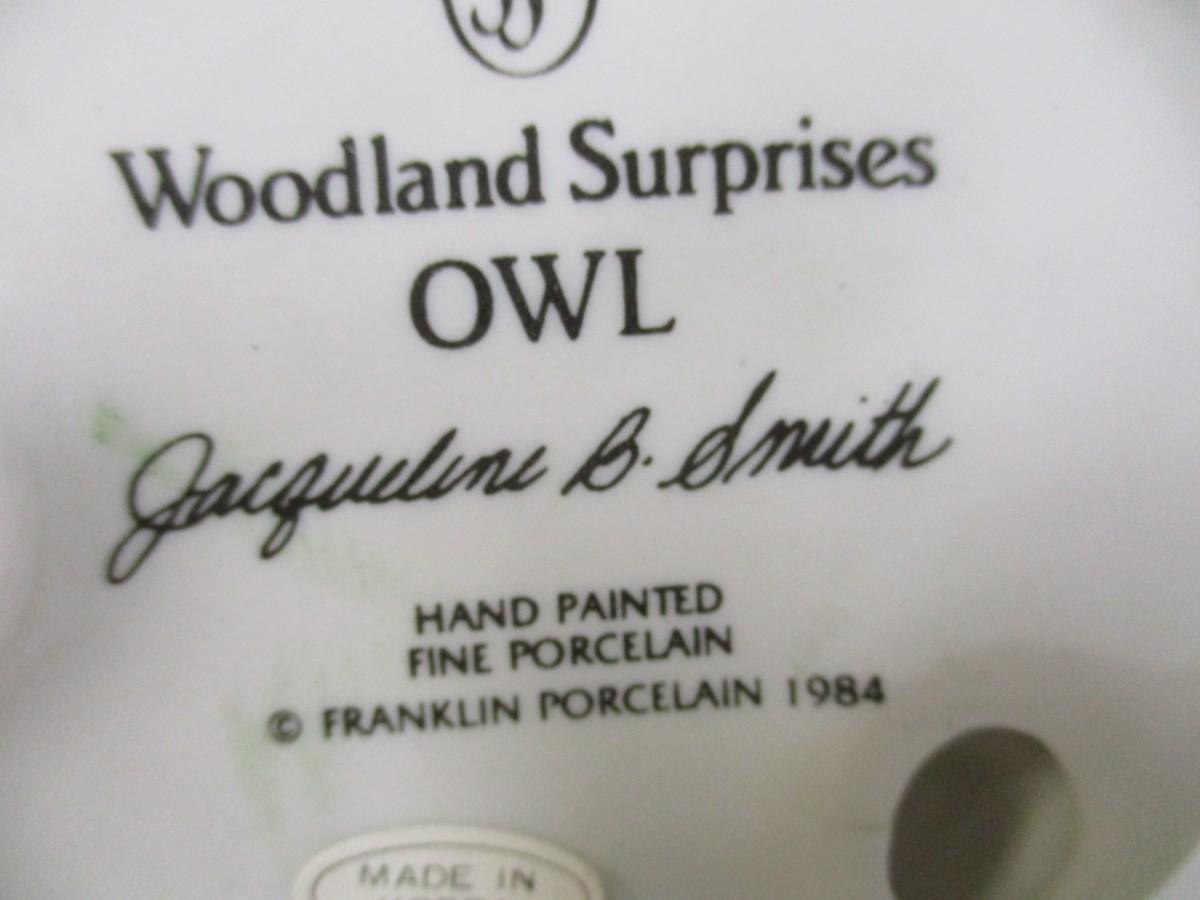 Woodland Surprises
OWL
Jacqueline B. Smith
HAND PAINTED
FINE PORCELAIN
© FRANKLIN PORCELAIN 1984
MADE IN